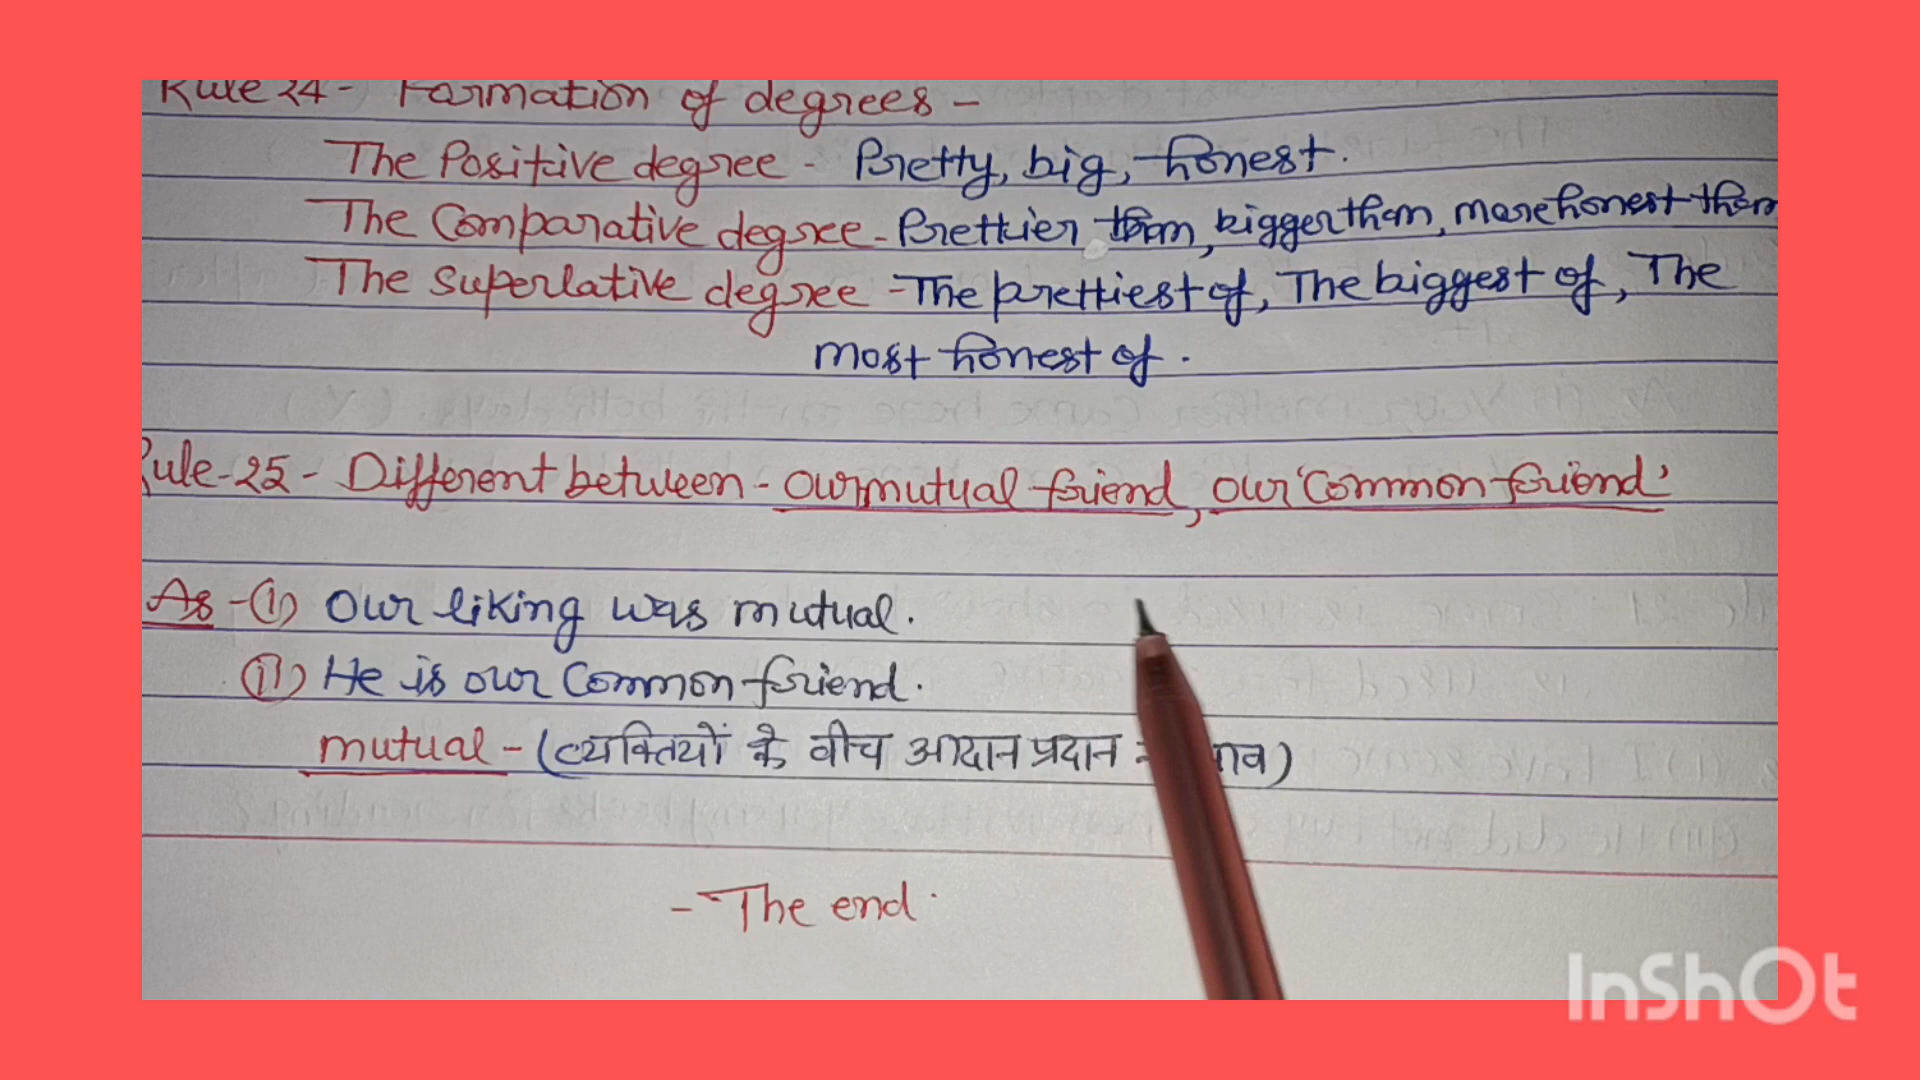 Rule 24 - Formation of degrees -
The Positive degree - Pretty, big, honest.
The Comparative degree - Prettier than, bigger than, more honest than
The Superlative degree - The prettiest of, The biggest of, The
most honest of.
Rule-25 - Different between - our mutual friend, our 'Common friend'
As - (i) Our liking was mutual.
(ii) He is our Common friend.
mutual - (व्यक्तियों के बीच आदान प्रदान
- The end.
InShOt